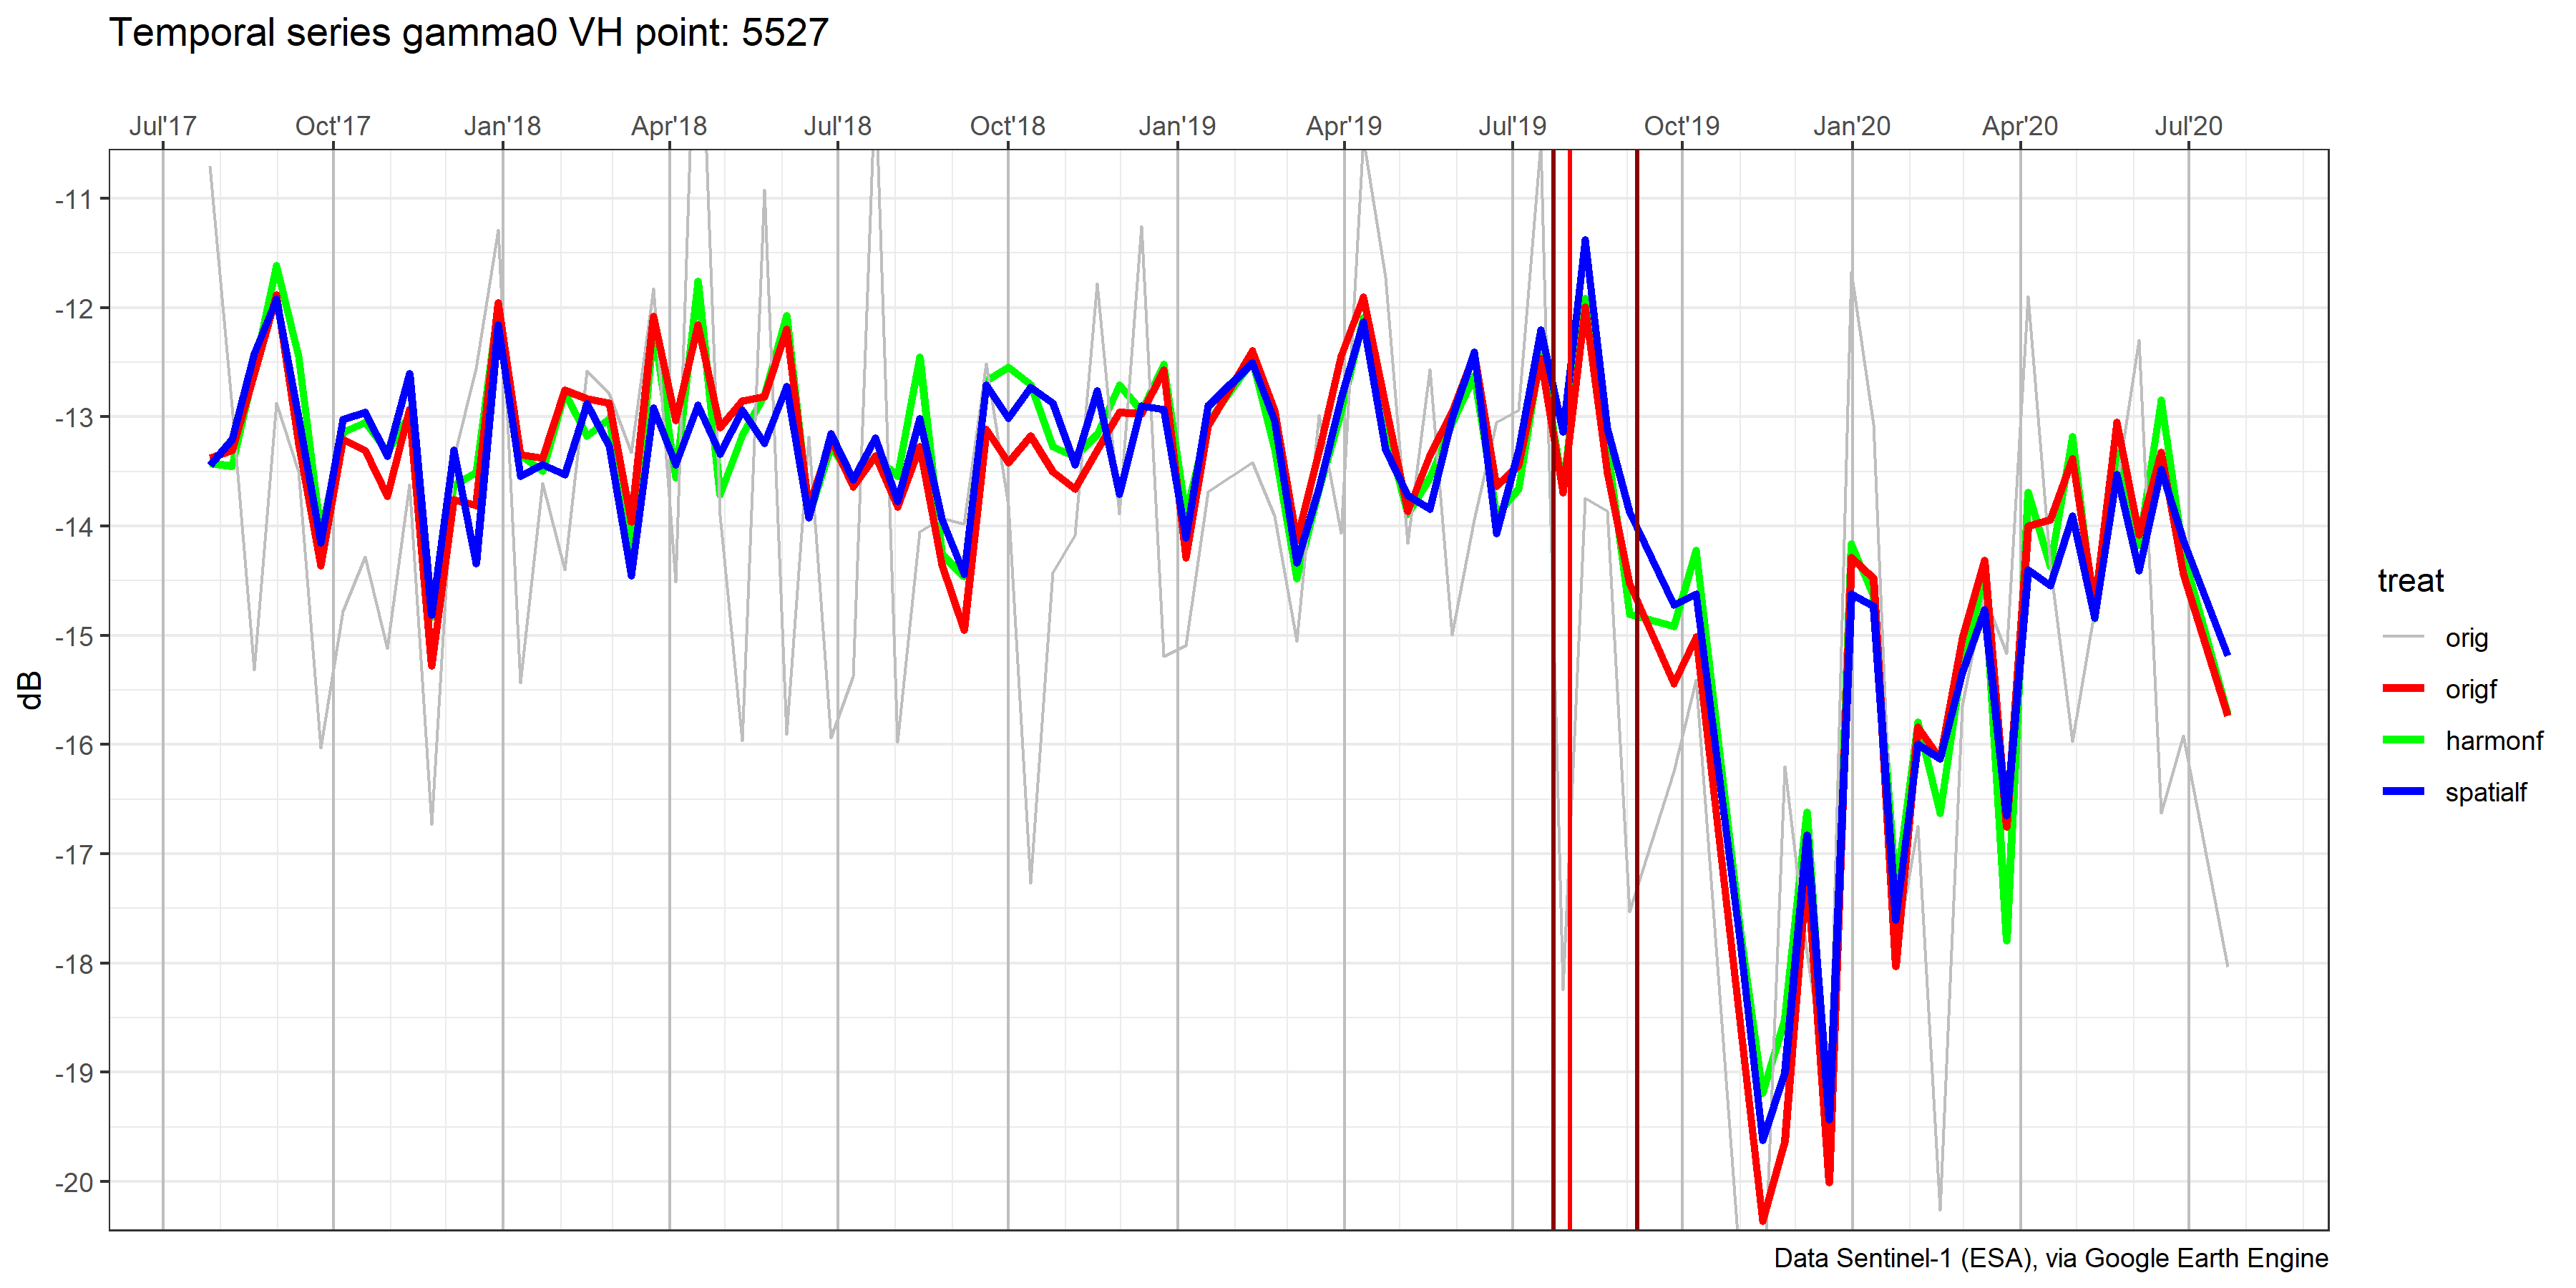 Temporal series gamma0 VH point: 5527
Jul'17 Oct'17 Jan'18 Apr'18 Jul'18 Oct'18 Jan'19 Apr'19 Jul'19 Oct'19 Jan'20 Apr'20 Jul'20
-11
-12
-13
-14
-15
-16
-17
-18
-19
-20
dB
treat
orig
origf
harmonf
spatialf
Data Sentinel-1 (ESA), via Google Earth Engine